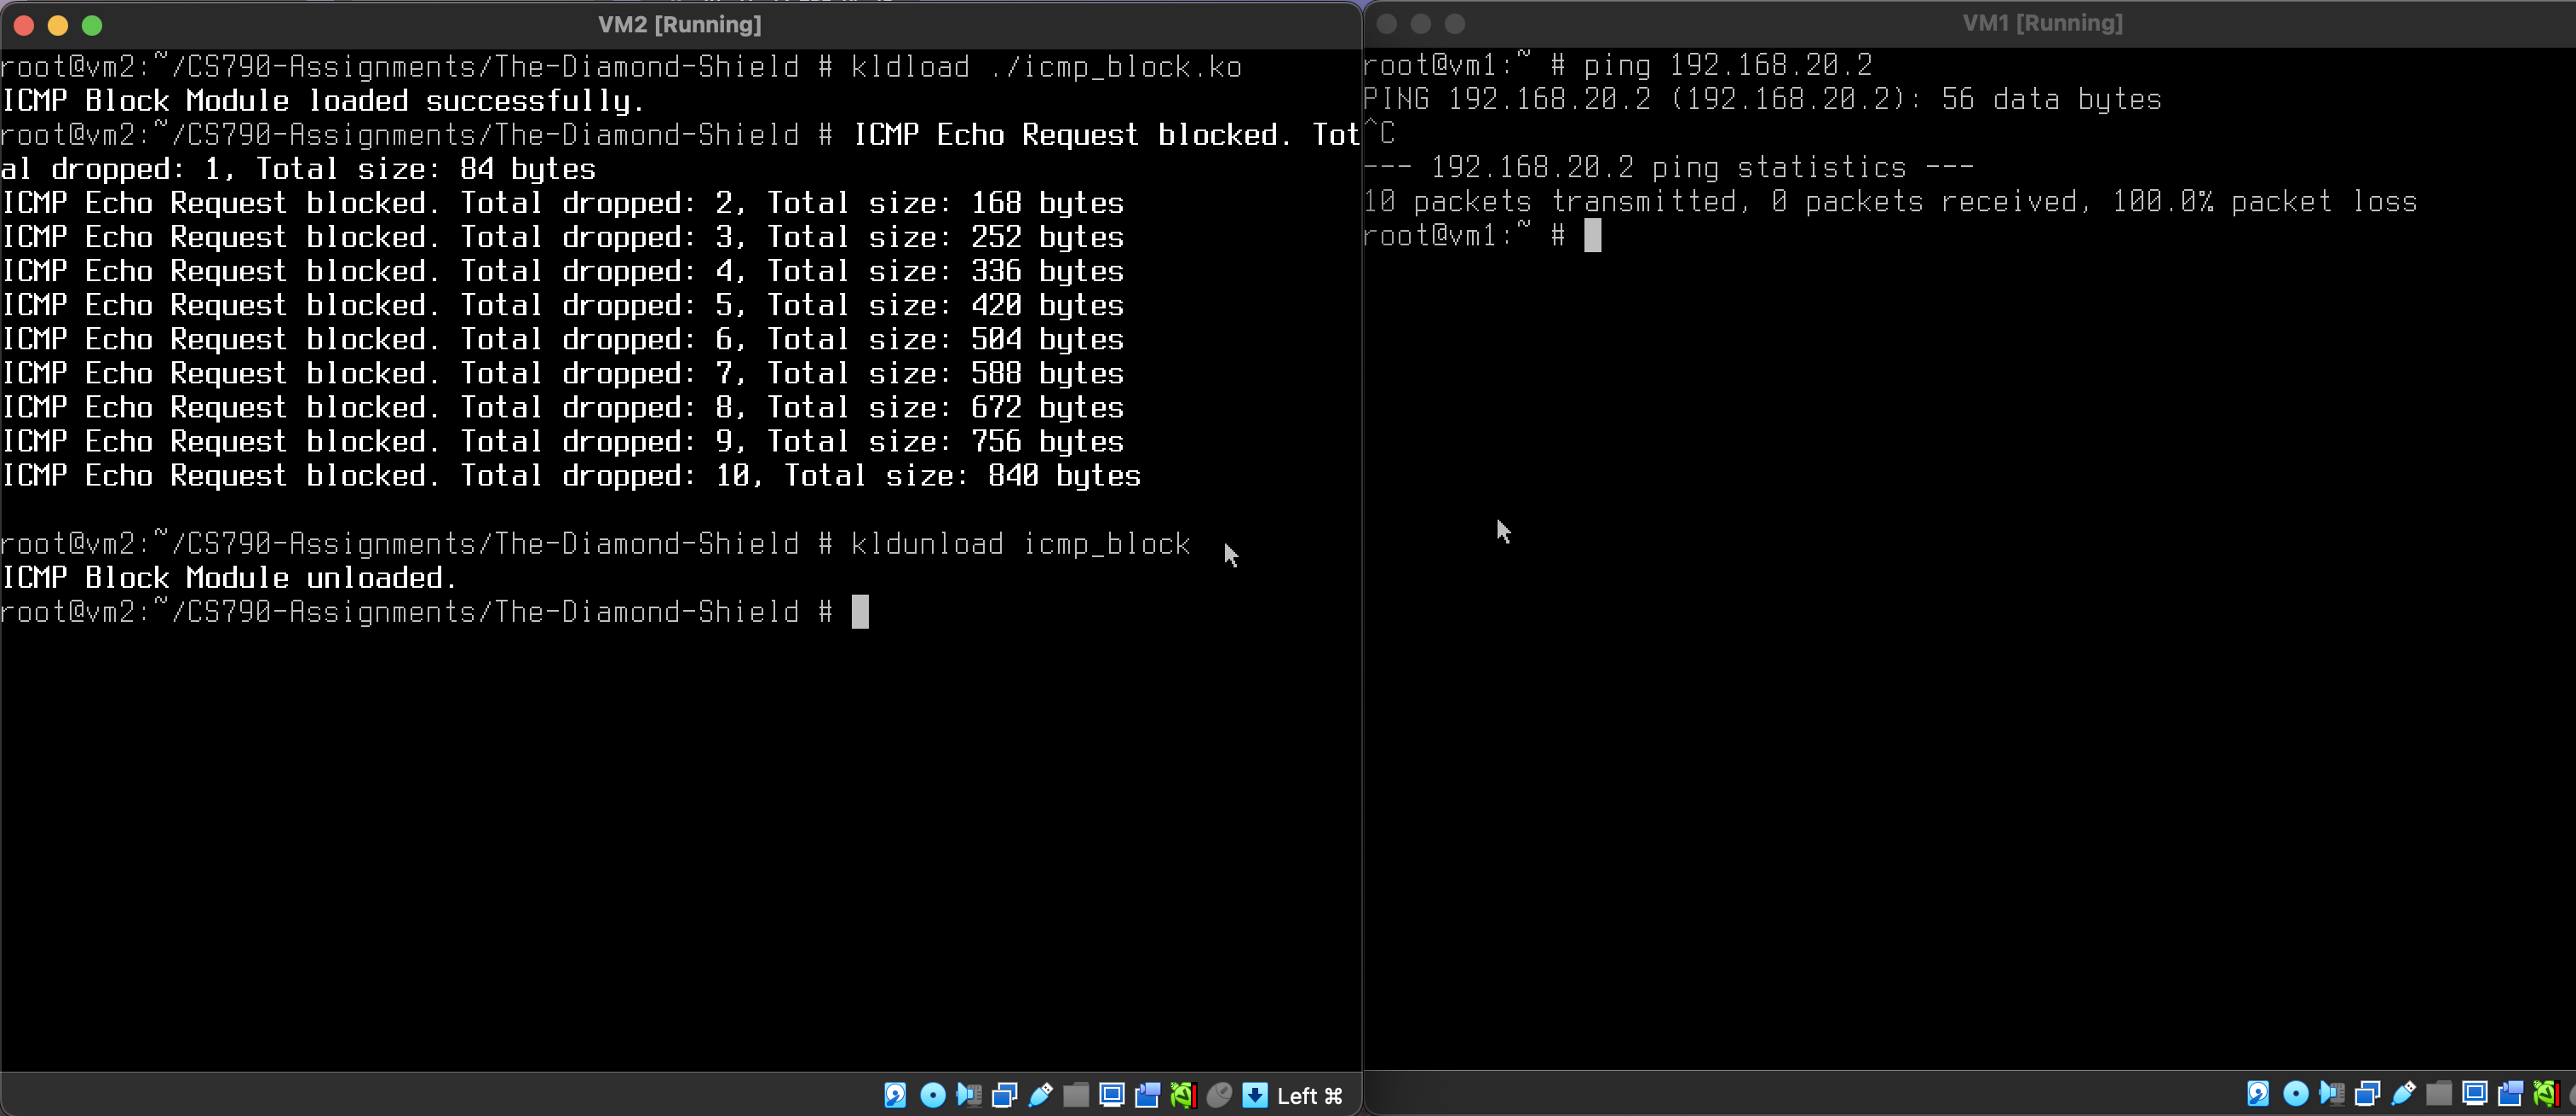 VM2 [Running]
root@vm2:~/CS790-Assignments/The-Diamond-Shield # kldload ./icmp_block.ko
ICMP Block Module loaded successfully.
root@vm2:~/CS790-Assignments/The-Diamond-Shield # ICMP Echo Request blocked. Tot
al dropped: 1, Total size: 84 bytes
ICMP Echo Request blocked. Total dropped: 2, Total size: 168 bytes
ICMP Echo Request blocked. Total dropped: 3, Total size: 252 bytes
ICMP Echo Request blocked. Total dropped: 4, Total size: 336 bytes
ICMP Echo Request blocked. Total dropped: 5, Total size: 420 bytes
ICMP Echo Request blocked. Total dropped: 6, Total size: 504 bytes
ICMP Echo Request blocked. Total dropped: 7, Total size: 588 bytes
ICMP Echo Request blocked. Total dropped: 8, Total size: 672 bytes
ICMP Echo Request blocked. Total dropped: 9, Total size: 756 bytes
ICMP Echo Request blocked. Total dropped: 10, Total size: 840 bytes
root@vm2:~/CS790-Assignments/The-Diamond-Shield # kldunload icmp_block
ICMP Block Module unloaded.
root@vm2:~/CS790-Assignments/The-Diamond-Shield #
Left ⌘
VM1 [Running]
root@vm1:~ # ping 192.168.20.2
PING 192.168.20.2 (192.168.20.2): 56 data bytes
^C
--- 192.168.20.2 ping statistics ---
10 packets transmitted, 0 packets received, 100.0% packet loss
root@vm1:~ #